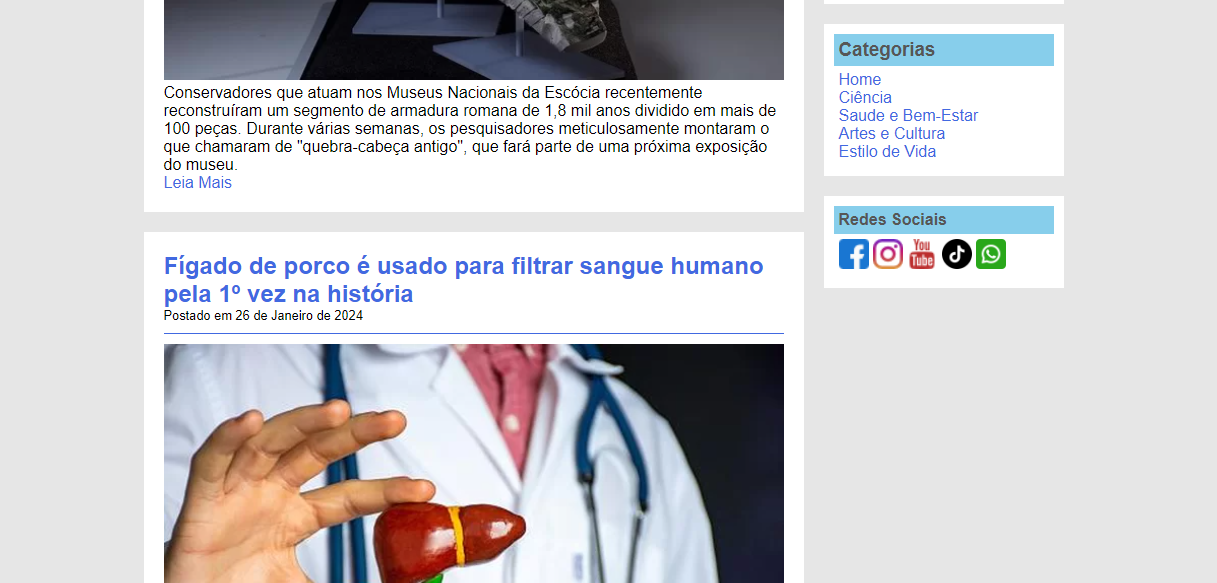 Conservadores que atuam nos Museus Nacionais da Escócia recentemente
reconstruíram um segmento de armadura romana de 1,8 mil anos dividido em mais de
100 peças. Durante várias semanas, os pesquisadores meticulosamente montaram o
que chamaram de "quebra-cabeça antigo", que fará parte de uma próxima exposição
do museu.
Leia Mais
Fígado de porco é usado para filtrar sangue humano
pela 1º vez na história
Postado em 26 de Janeiro de 2024
Categorias
Home
Ciência
Saude e Bem-Estar
Artes e Cultura
Estilo de Vida
Redes Sociais
You
Tube